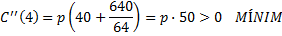 C''(4) = p(40 + 640/64) = p · 50 > 0 MÍNIM